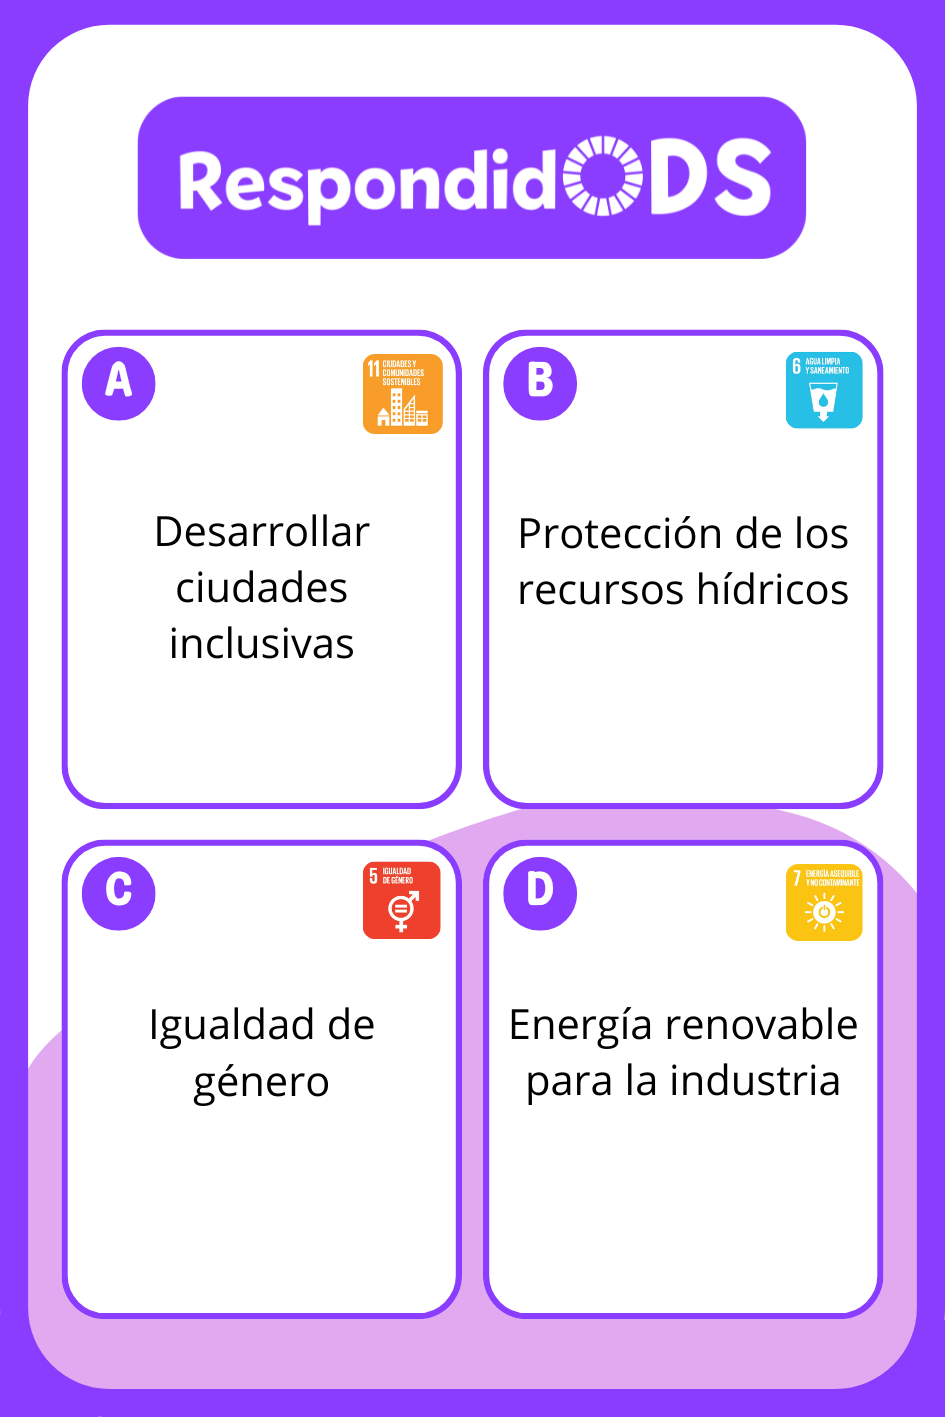 RespondidODS
A
11 CIUDADES Y
COMUNIDADES
SOSTENIBLES
Desarrollar
ciudades
inclusivas
B
6 AGUA LIMPIA
Y SANEAMIENTO
Protección de los
recursos hídricos
C
5 IGUALDAD
DE GÉNERO
Igualdad de
género
D
7 ENERGÍA ASEQUIBLE
Y NO CONTAMINANTE
Energía renovable
para la industria